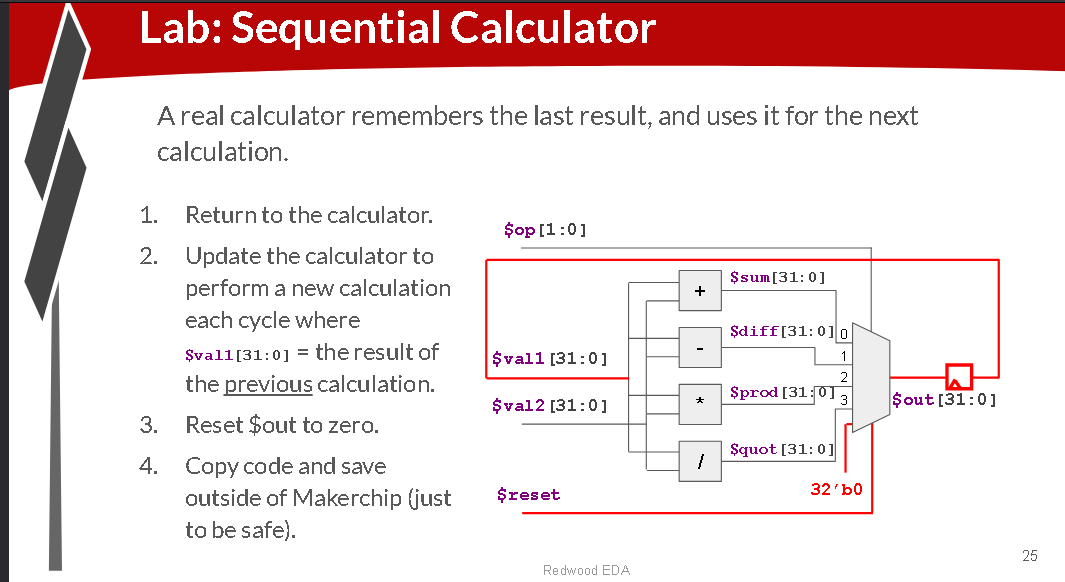 Lab: Sequential Calculator
A real calculator remembers the last result, and uses it for the next
calculation.
1. Return to the calculator.
2. Update the calculator to
perform a new calculation
each cycle where
$val1[31:0] = the result of
the previous calculation.
3. Reset $out to zero.
4. Copy code and save
outside of Makerchip (just
to be safe).
$op[1:0]
$val1[31:0]
$val2[31:0]
$reset
+
-
*
/
$sum[31:0]
$diff[31:0]
$prod[31:0]
$quot[31:0]
0
1
2
3
32'b0
$out[31:0]
Redwood EDA
25